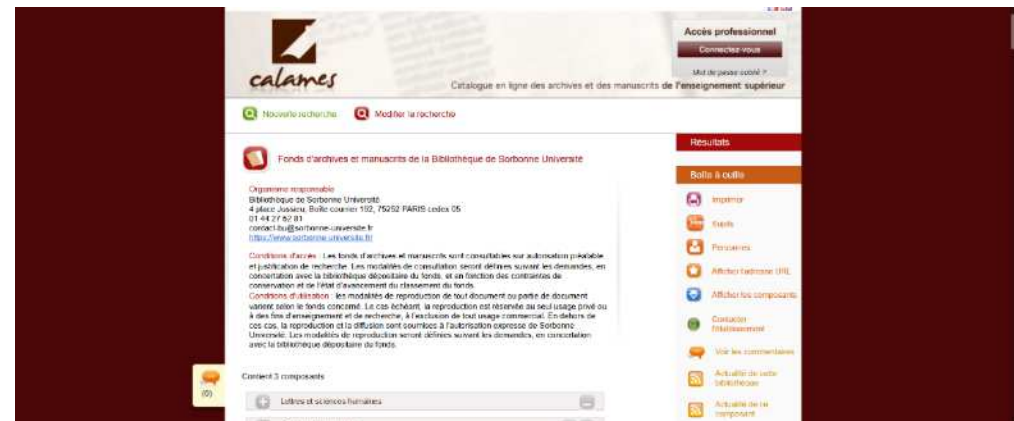 Accès professionnel
Connectez-vous
Mot de passe oublié ?
calames
Catalogue en ligne des archives et des manuscrits de l'enseignement supérieur
Nouvelle recherche
Modifier la recherche
Résultats
Fonds d'archives et manuscrits de la Bibliothèque de Sorbonne Université
Boîte à outils
Organisme responsable
Bibliothèque de Sorbonne Université
4 place Jussieu, Boîte courrier 192, 75252 PARIS cedex 05
01 44 27 62 81
contact-bu@sorbonne-universite.fr
https://www.sorbonne-universite.fr/
Conditions d'accès : Les fonds d'archives et manuscrits sont consultables sur autorisation préalable
et justification de recherche. Les modalités de consultation seront définies suivant les demandes, en
concertation avec la bibliothèque dépositaire du fonds, et en fonction des contraintes de
conservation et de l'état d'avancement du classement du fonds.
Conditions d'utilisation : les modalités de reproduction de tout document ou partie de document
varient selon le fonds concerné. Le cas échéant, la reproduction est réservée au seul usage privé ou
à des fins d'enseignement et de recherche, à l'exclusion de tout usage commercial. En dehors de
ces cas, la reproduction et la diffusion sont soumises à l'autorisation expresse de Sorbonne
Université. Les modalités de reproduction seront définies suivant les demandes, en concertation
avec la bibliothèque dépositaire du fonds.
Imprimer
Permettre
Afficher l'adresse URL
Afficher les composants
Contacter
l'établissement
Voir les commentaires
Actualité de cette
bibliothèque
Actualité de ce
composant
(0)
Contient 3 composants
Lettres et sciences humaines